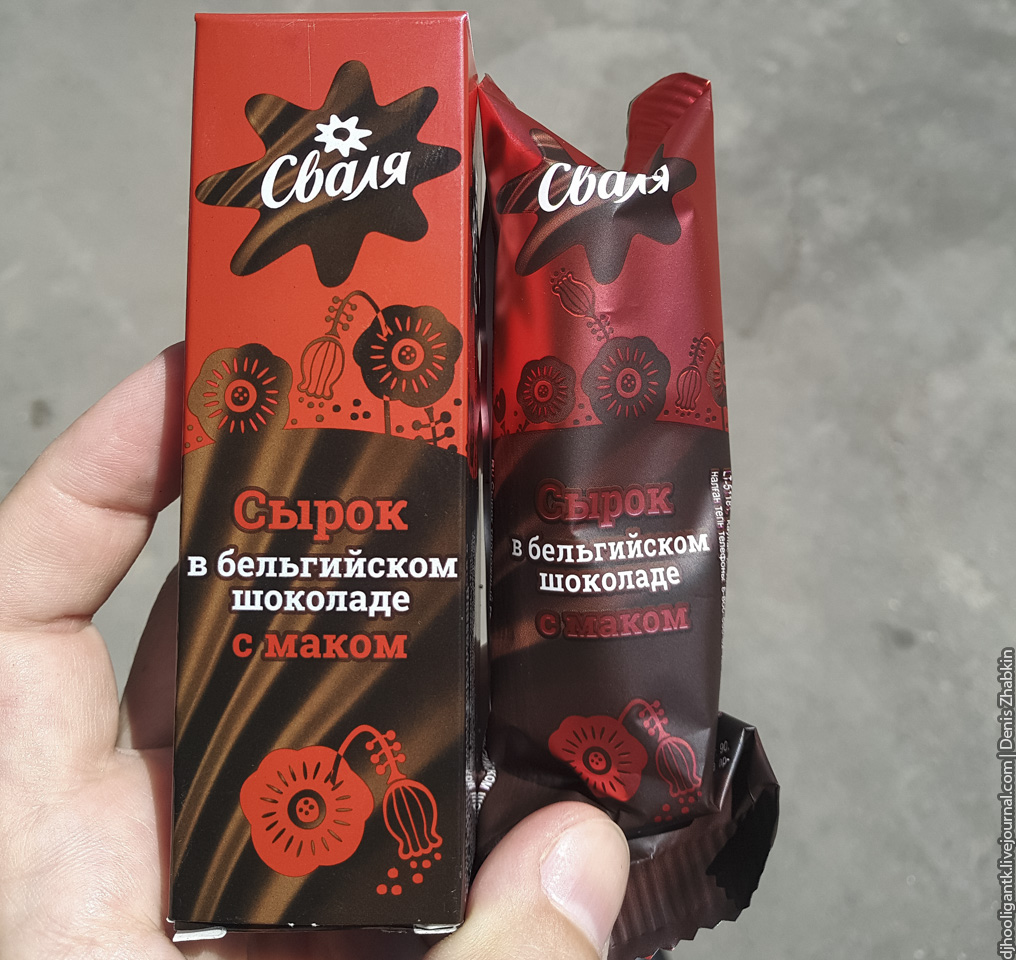 Сваля
Сырок
в бельгийском
шоколаде
с маком
Сваля
Сырок
в бельгийском
шоколаде
с маком
djhooligantk.livejournal.com | Denis Zhabkin